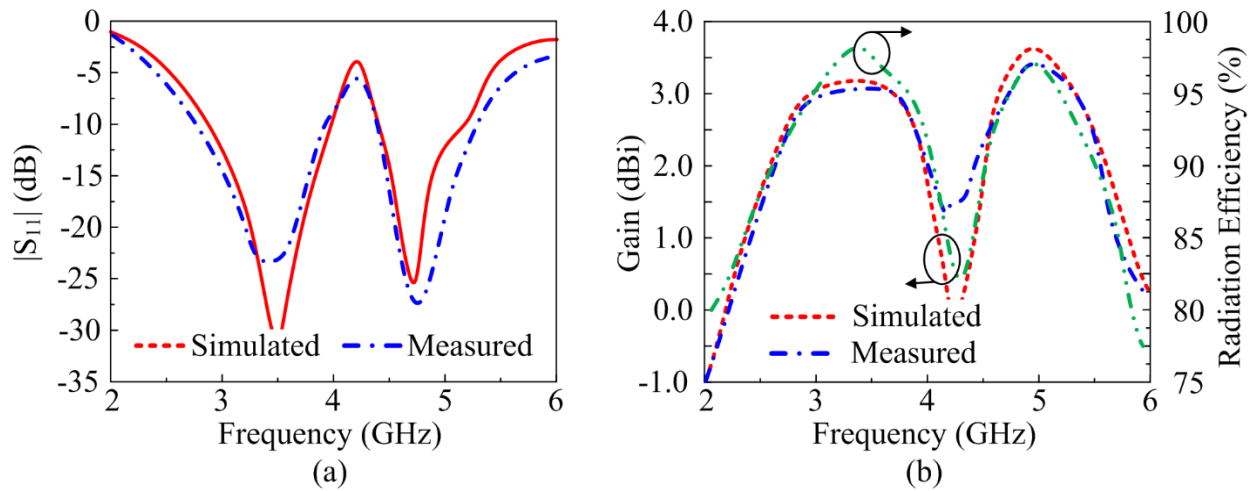 0
-5
-10
-15
-20
-25
-30
-35
|S11| (dB)
Simulated Measured
2 3 4 5 6
Frequency (GHz)
(a)
4.0
3.0
2.0
1.0
0.0
-1.0
Gain (dBi)
Simulated
Measured
100
95
90
85
80
75
Radiation Efficiency (%)
2 3 4 5 6
Frequency (GHz)
(b)